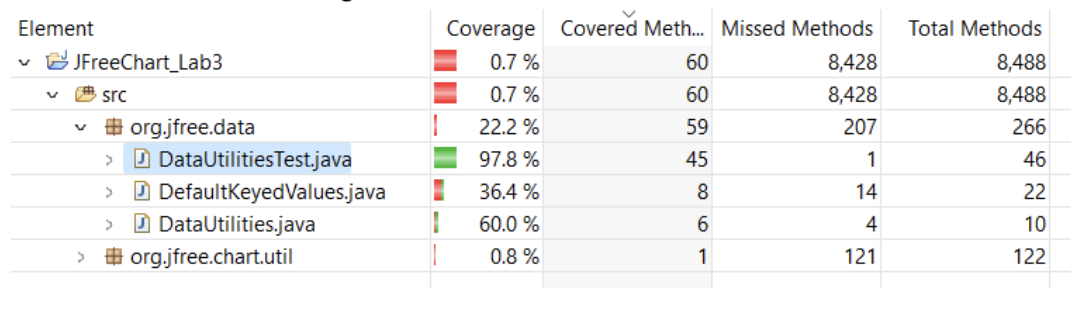 Element Coverage Covered Meth... Missed Methods Total Methods
JFreeChart_Lab3 0.7 % 60 8,428 8,488
src 0.7 % 60 8,428 8,488
org.jfree.data 22.2 % 59 207 266
DataUtilitiesTest.java 97.8 % 45 1 46
DefaultKeyedValues.java 36.4 % 8 14 22
DataUtilities.java 60.0 % 6 4 10
org.jfree.chart.util 0.8 % 1 121 122